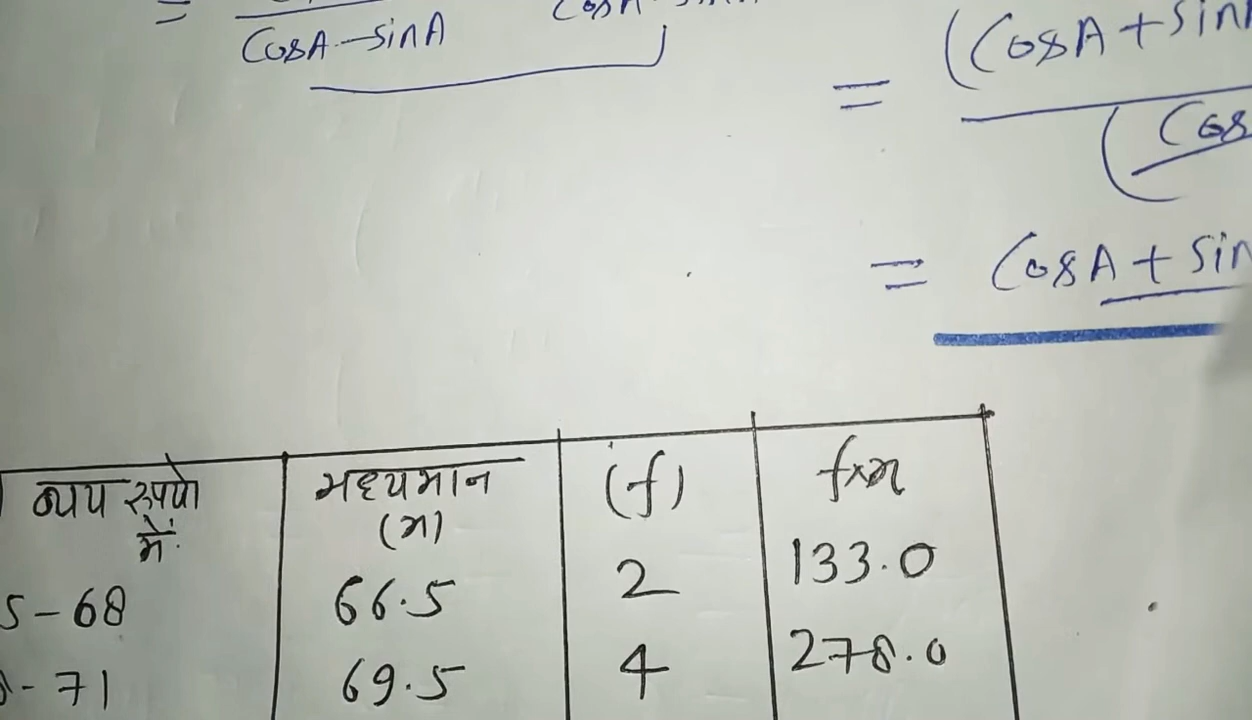 =
CosA-sinA
= (CosA+sin
(Cos
= CosA+sin
व्यय रूपये में. मध्यमान (x) (f) f×x
5-68 66.5 2 133.0
- 71 69.5 4 278.0